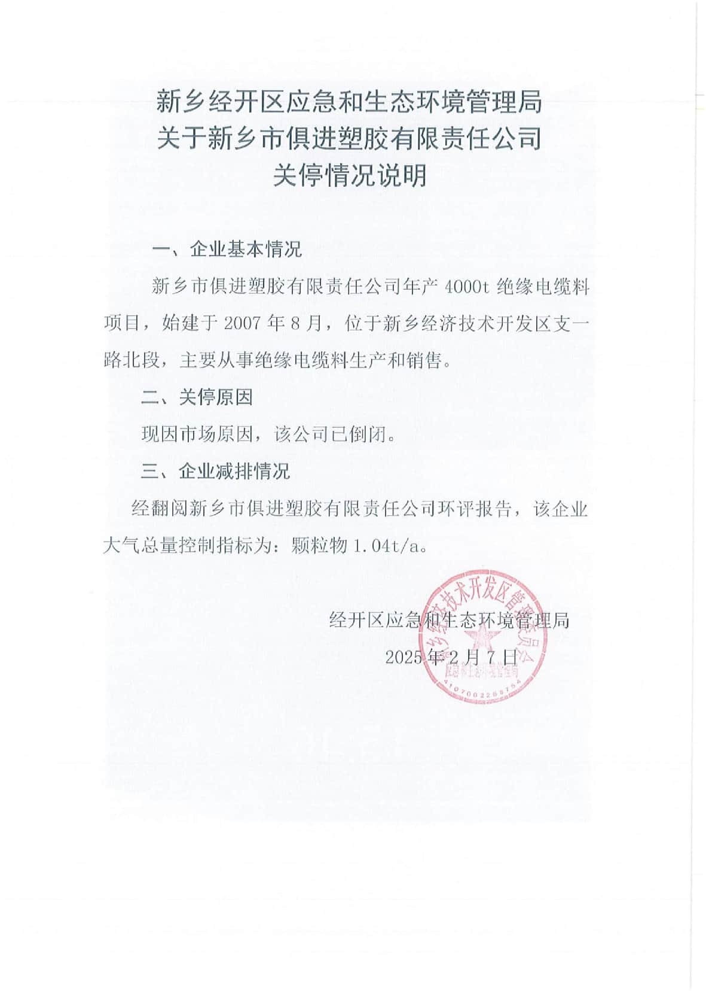 新乡经开区应急和生态环境管理局
关于新乡市俱进塑胶有限责任公司
关停情况说明
一、企业基本情况
新乡市俱进塑胶有限责任公司年产 4000t 绝缘电缆料
项目，始建于 2007 年 8 月，位于新乡经济技术开发区支一
路北段，主要从事绝缘电缆料生产和销售。
二、关停原因
现因市场原因，该公司已倒闭。
三、企业减排情况
经翻阅新乡市俱进塑胶有限责任公司环评报告，该企业
大气总量控制指标为：颗粒物 1.04t/a。
新乡经济技术开发区管理委员会
经开区应急和生态环境管理局
2025 年 2 月 7 日
应急和生态环境管理局